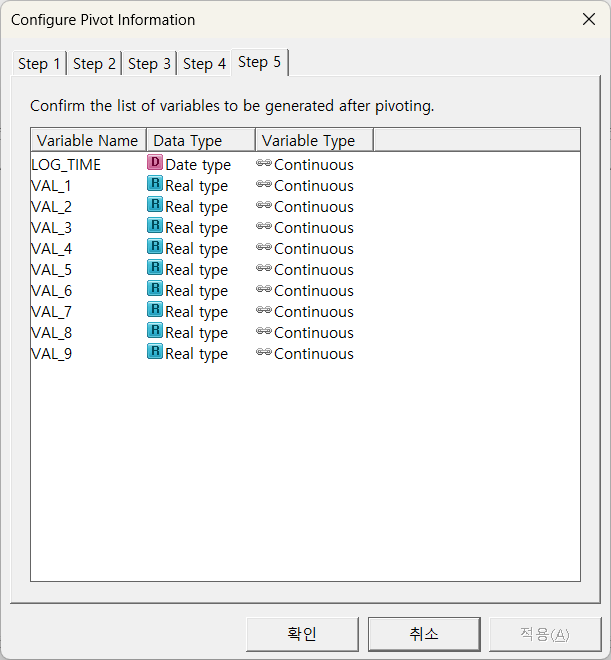 Configure Pivot Information
Step 1 Step 2 Step 3 Step 4 Step 5
Confirm the list of variables to be generated after pivoting.
Variable Name Data Type Variable Type
LOG_TIME D Date type Continuous
VAL_1 R Real type Continuous
VAL_2 R Real type Continuous
VAL_3 R Real type Continuous
VAL_4 R Real type Continuous
VAL_5 R Real type Continuous
VAL_6 R Real type Continuous
VAL_7 R Real type Continuous
VAL_8 R Real type Continuous
VAL_9 R Real type Continuous
확인 취소 적용(A)